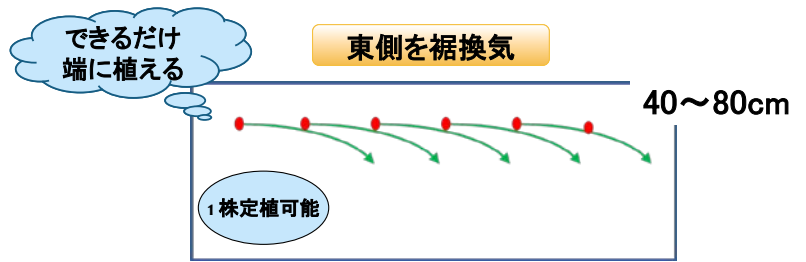 できるだけ
端に植える
東側を裾換気
40～80cm
1 株定植可能